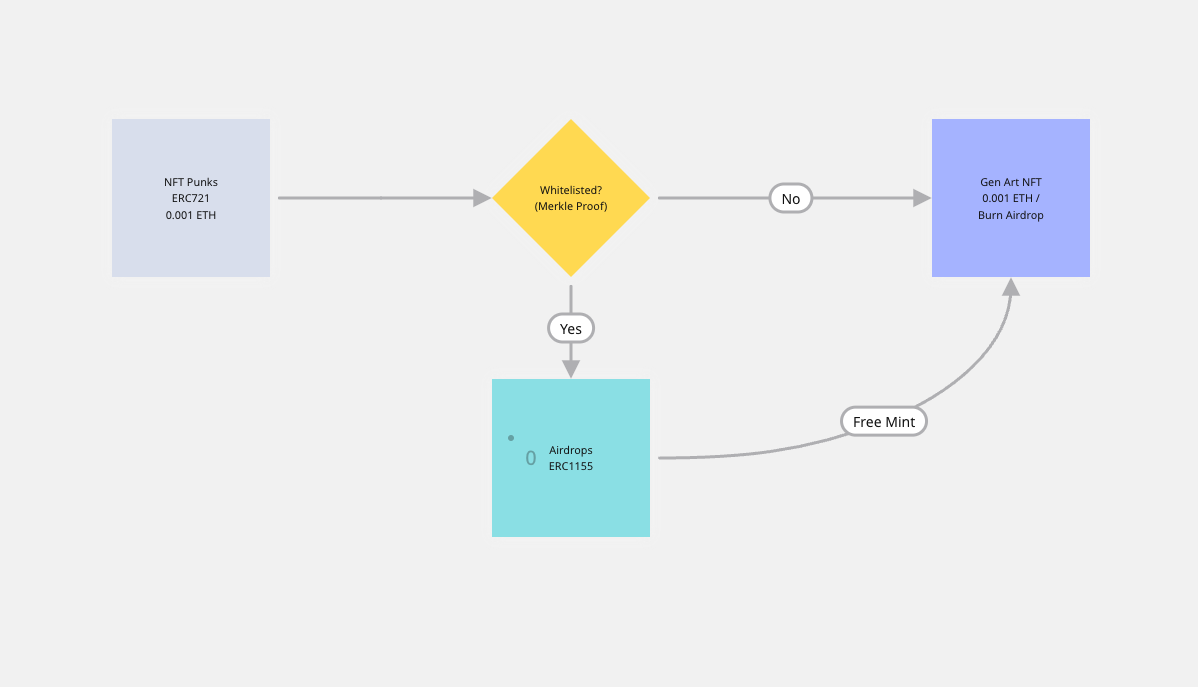 NFT Punks
ERC721
0.001 ETH
Whitelisted?
(Merkle Proof)
No
Gen Art NFT
0.001 ETH /
Burn Airdrop
Yes
0
Airdrops
ERC1155
Free Mint